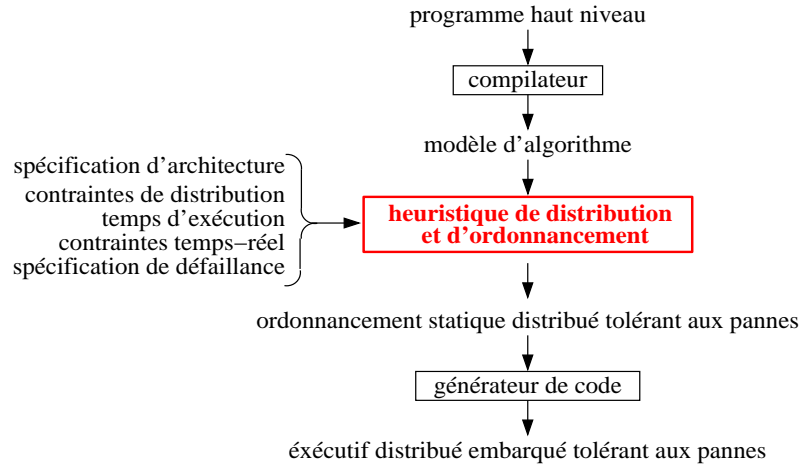 programme haut niveau
compilateur
modèle d'algorithme
spécification d'architecture
contraintes de distribution
temps d'exécution
contraintes temps−réel
spécification de défaillance
heuristique de distribution
et d'ordonnancement
ordonnancement statique distribué tolérant aux pannes
générateur de code
éxécutif distribué embarqué tolérant aux pannes